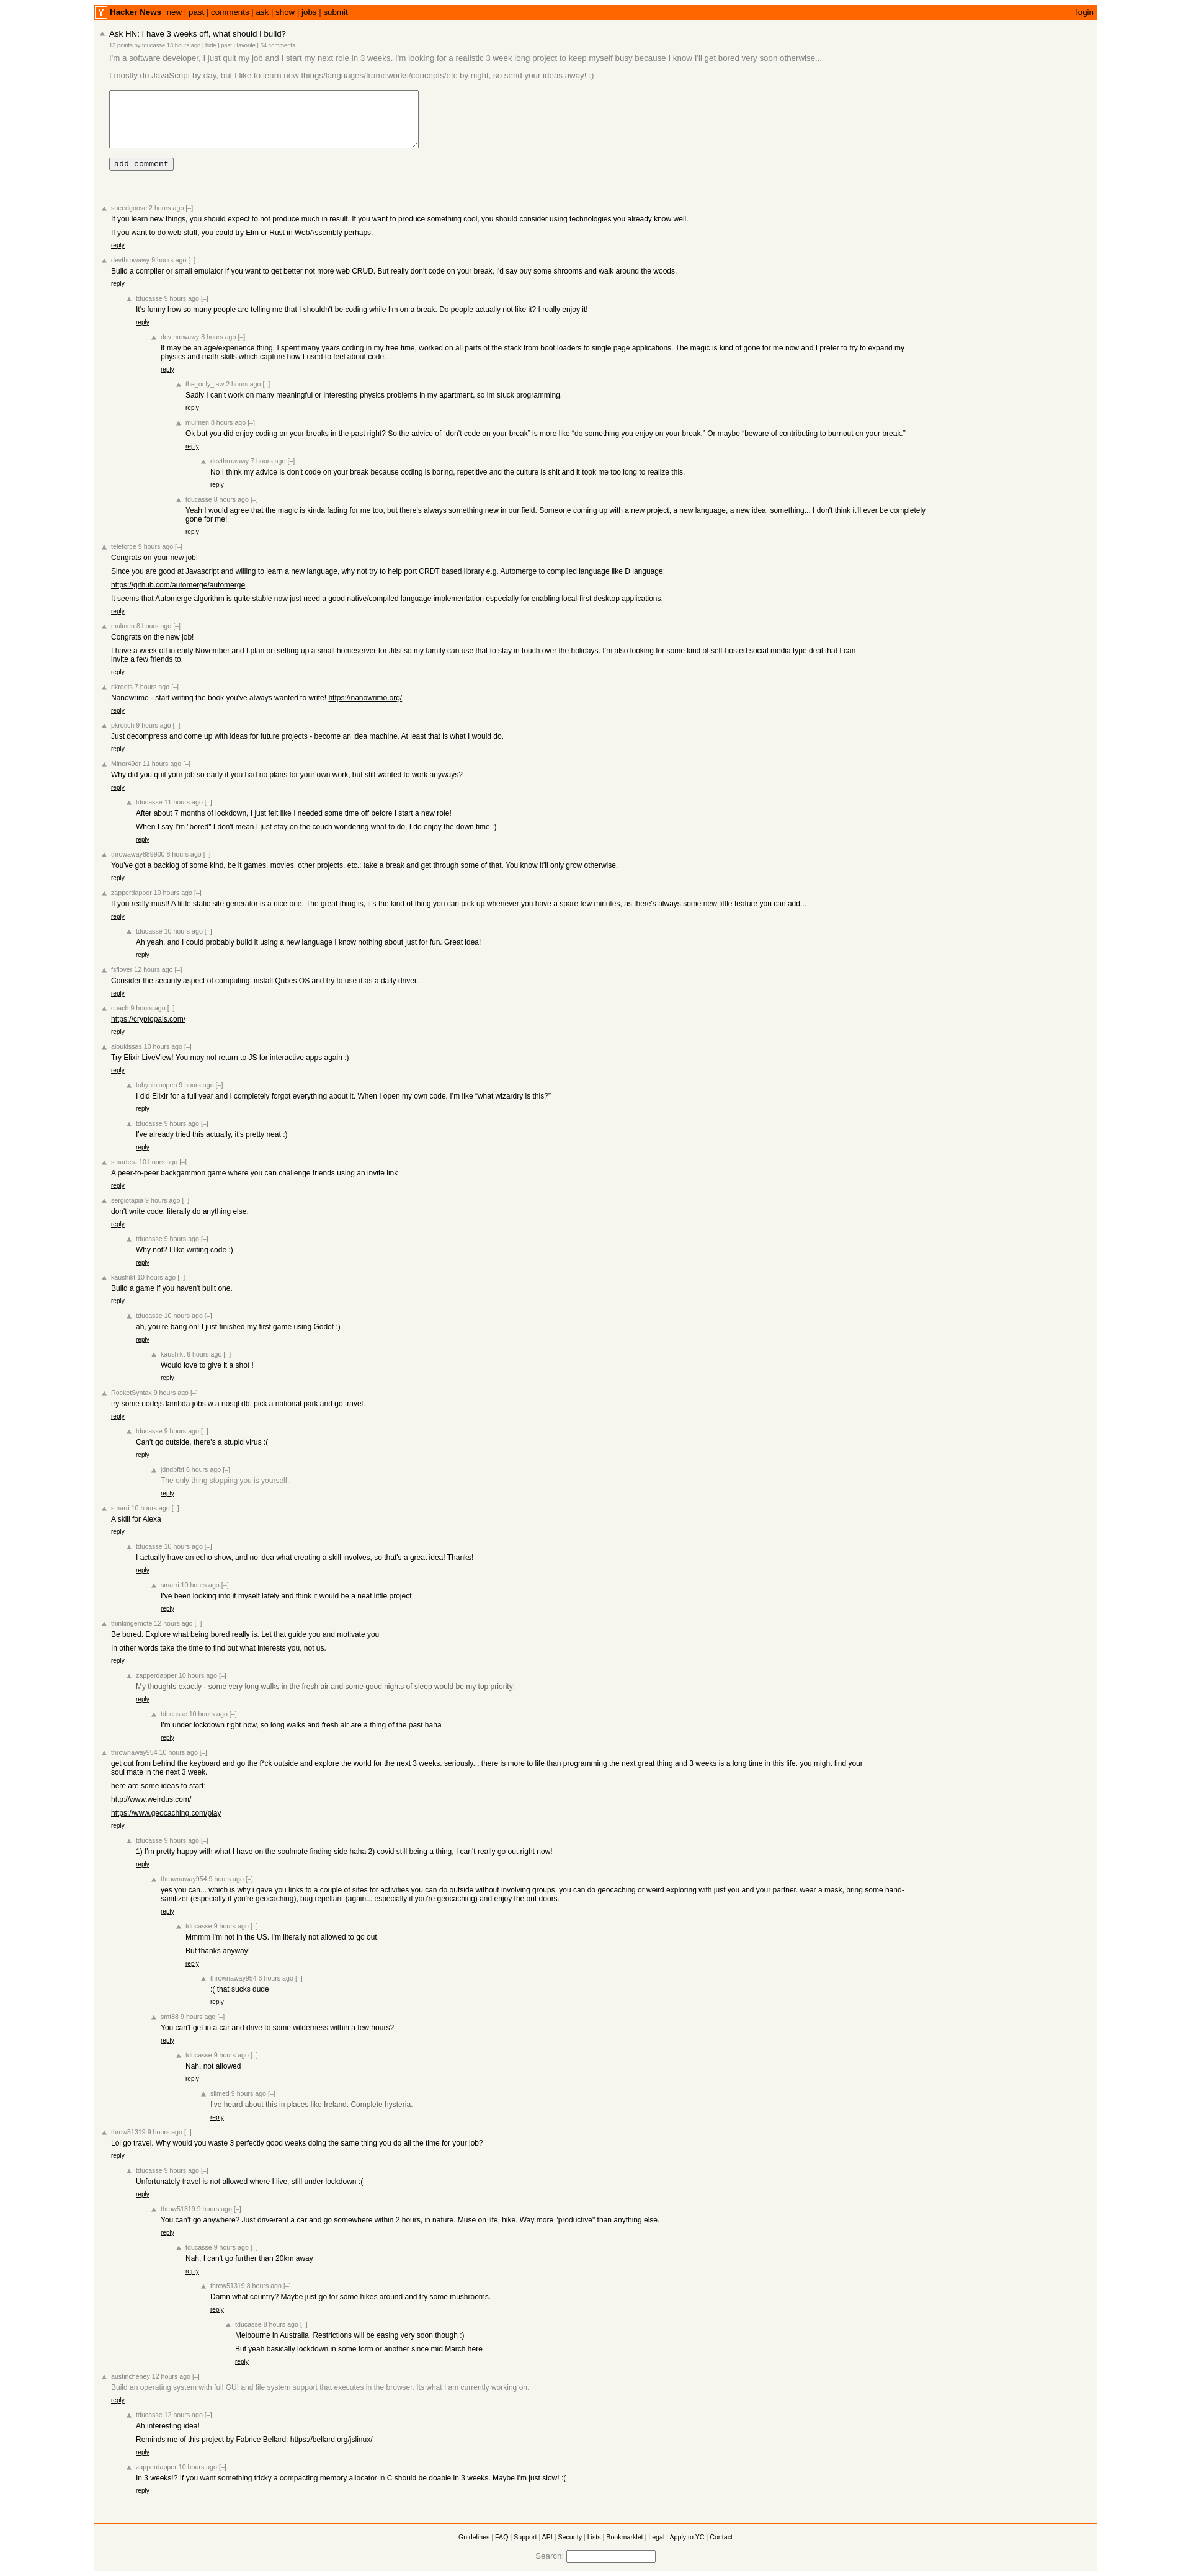 Y Hacker News new | past | comments | ask | show | jobs | submit login
Ask HN: I have 3 weeks off, what should I build?
13 points by tducasse 13 hours ago | hide | past | favorite | 54 comments
I'm a software developer, I just quit my job and I start my next role in 3 weeks. I'm looking for a realistic 3 week long project to keep myself busy because I know I'll get bored very soon otherwise...
I mostly do JavaScript by day, but I like to learn new things/languages/frameworks/concepts/etc by night, so send your ideas away! :)
add comment
speedgoose 2 hours ago [–]
If you learn new things, you should expect to not produce much in result. If you want to produce something cool, you should consider using technologies you already know well.
If you want to do web stuff, you could try Elm or Rust in WebAssembly perhaps.
reply
devthrowawy 9 hours ago [–]
Build a compiler or small emulator if you want to get better not more web CRUD. But really don't code on your break, i'd say buy some shrooms and walk around the woods.
reply
tducasse 9 hours ago [–]
It's funny how so many people are telling me that I shouldn't be coding while I'm on a break. Do people actually not like it? I really enjoy it!
reply
devthrowawy 8 hours ago [–]
It may be an age/experience thing. I spent many years coding in my free time, worked on all parts of the stack from boot loaders to single page applications. The magic is kind of gone for me now and I prefer to try to expand my
physics and math skills which capture how I used to feel about code.
reply
the_only_law 2 hours ago [–]
Sadly I can't work on many meaningful or interesting physics problems in my apartment, so im stuck programming.
reply
mulmen 8 hours ago [–]
Ok but you did enjoy coding on your breaks in the past right? So the advice of “don’t code on your break” is more like “do something you enjoy on your break.” Or maybe “beware of contributing to burnout on your break.”
reply
devthrowawy 7 hours ago [–]
No I think my advice is don't code on your break because coding is boring, repetitive and the culture is shit and it took me too long to realize this.
reply
tducasse 8 hours ago [–]
Yeah I would agree that the magic is kinda fading for me too, but there's always something new in our field. Someone coming up with a new project, a new language, a new idea, something... I don't think it'll ever be completely
gone for me!
reply
teleforce 9 hours ago [–]
Congrats on your new job!
Since you are good at Javascript and willing to learn a new language, why not try to help port CRDT based library e.g. Automerge to compiled language like D language:
https://github.com/automerge/automerge
It seems that Automerge algorithm is quite stable now just need a good native/compiled language implementation especially for enabling local-first desktop applications.
reply
mulmen 8 hours ago [–]
Congrats on the new job!
I have a week off in early November and I plan on setting up a small homeserver for Jitsi so my family can use that to stay in touch over the holidays. I’m also looking for some kind of self-hosted social media type deal that I can
invite a few friends to.
reply
rikroots 7 hours ago [–]
Nanowrimo - start writing the book you've always wanted to write! https://nanowrimo.org/
reply
pkrotich 9 hours ago [–]
Just decompress and come up with ideas for future projects - become an idea machine. At least that is what I would do.
reply
Minor49er 11 hours ago [–]
Why did you quit your job so early if you had no plans for your own work, but still wanted to work anyways?
reply
tducasse 11 hours ago [–]
After about 7 months of lockdown, I just felt like I needed some time off before I start a new role!
When I say I'm "bored" I don't mean I just stay on the couch wondering what to do, I do enjoy the down time :)
reply
throwaway889900 8 hours ago [–]
You've got a backlog of some kind, be it games, movies, other projects, etc.; take a break and get through some of that. You know it'll only grow otherwise.
reply
zapperdapper 10 hours ago [–]
If you really must! A little static site generator is a nice one. The great thing is, it's the kind of thing you can pick up whenever you have a spare few minutes, as there's always some new little feature you can add...
reply
tducasse 10 hours ago [–]
Ah yeah, and I could probably build it using a new language I know nothing about just for fun. Great idea!
reply
fsflover 12 hours ago [–]
Consider the security aspect of computing: install Qubes OS and try to use it as a daily driver.
reply
cpach 9 hours ago [–]
https://cryptopals.com/
reply
aloukissas 10 hours ago [–]
Try Elixir LiveView! You may not return to JS for interactive apps again :)
reply
tobyhinloopen 9 hours ago [–]
I did Elixir for a full year and I completely forgot everything about it. When I open my own code, I’m like “what wizardry is this?”
reply
tducasse 9 hours ago [–]
I've already tried this actually, it's pretty neat :)
reply
smartera 10 hours ago [–]
A peer-to-peer backgammon game where you can challenge friends using an invite link
reply
sergiotapia 9 hours ago [–]
don't write code, literally do anything else.
reply
tducasse 9 hours ago [–]
Why not? I like writing code :)
reply
kaushikt 10 hours ago [–]
Build a game if you haven't built one.
reply
tducasse 10 hours ago [–]
ah, you're bang on! I just finished my first game using Godot :)
reply
kaushikt 6 hours ago [–]
Would love to give it a shot !
reply
RocketSyntax 9 hours ago [–]
try some nodejs lambda jobs w a nosql db. pick a national park and go travel.
reply
tducasse 9 hours ago [–]
Can't go outside, there's a stupid virus :(
reply
jdndbfbf 6 hours ago [–]
The only thing stopping you is yourself.
reply
smarri 10 hours ago [–]
A skill for Alexa
reply
tducasse 10 hours ago [–]
I actually have an echo show, and no idea what creating a skill involves, so that's a great idea! Thanks!
reply
smarri 10 hours ago [–]
I've been looking into it myself lately and think it would be a neat little project
reply
thinkingemote 12 hours ago [–]
Be bored. Explore what being bored really is. Let that guide you and motivate you
In other words take the time to find out what interests you, not us.
reply
zapperdapper 10 hours ago [–]
My thoughts exactly - some very long walks in the fresh air and some good nights of sleep would be my top priority!
reply
tducasse 10 hours ago [–]
I'm under lockdown right now, so long walks and fresh air are a thing of the past haha
reply
thrownaway954 10 hours ago [–]
get out from behind the keyboard and go the f*ck outside and explore the world for the next 3 weeks. seriously... there is more to life than programming the next great thing and 3 weeks is a long time in this life. you might find your
soul mate in the next 3 week.
here are some ideas to start:
http://www.weirdus.com/
https://www.geocaching.com/play
reply
tducasse 9 hours ago [–]
1) I'm pretty happy with what I have on the soulmate finding side haha 2) covid still being a thing, I can't really go out right now!
reply
thrownaway954 9 hours ago [–]
yes you can... which is why i gave you links to a couple of sites for activities you can do outside without involving groups. you can do geocaching or weird exploring with just you and your partner. wear a mask, bring some hand-
sanitizer (especially if you're geocaching), bug repellant (again... especially if you're geocaching) and enjoy the out doors.
reply
tducasse 9 hours ago [–]
Mmmm I'm not in the US. I'm literally not allowed to go out.
But thanks anyway!
reply
thrownaway954 6 hours ago [–]
:( that sucks dude
reply
smt88 9 hours ago [–]
You can't get in a car and drive to some wilderness within a few hours?
reply
tducasse 9 hours ago [–]
Nah, not allowed
reply
slimed 9 hours ago [–]
I've heard about this in places like Ireland. Complete hysteria.
reply
throw51319 9 hours ago [–]
Lol go travel. Why would you waste 3 perfectly good weeks doing the same thing you do all the time for your job?
reply
tducasse 9 hours ago [–]
Unfortunately travel is not allowed where I live, still under lockdown :(
reply
throw51319 9 hours ago [–]
You can't go anywhere? Just drive/rent a car and go somewhere within 2 hours, in nature. Muse on life, hike. Way more "productive" than anything else.
reply
tducasse 9 hours ago [–]
Nah, I can't go further than 20km away
reply
throw51319 8 hours ago [–]
Damn what country? Maybe just go for some hikes around and try some mushrooms.
reply
tducasse 8 hours ago [–]
Melbourne in Australia. Restrictions will be easing very soon though :)
But yeah basically lockdown in some form or another since mid March here
reply
austincheney 12 hours ago [–]
Build an operating system with full GUI and file system support that executes in the browser. Its what I am currently working on.
reply
tducasse 12 hours ago [–]
Ah interesting idea!
Reminds me of this project by Fabrice Bellard: https://bellard.org/jslinux/
reply
zapperdapper 10 hours ago [–]
In 3 weeks!? If you want something tricky a compacting memory allocator in C should be doable in 3 weeks. Maybe I'm just slow! :(
reply
Guidelines | FAQ | Support | API | Security | Lists | Bookmarklet | Legal | Apply to YC | Contact
Search: